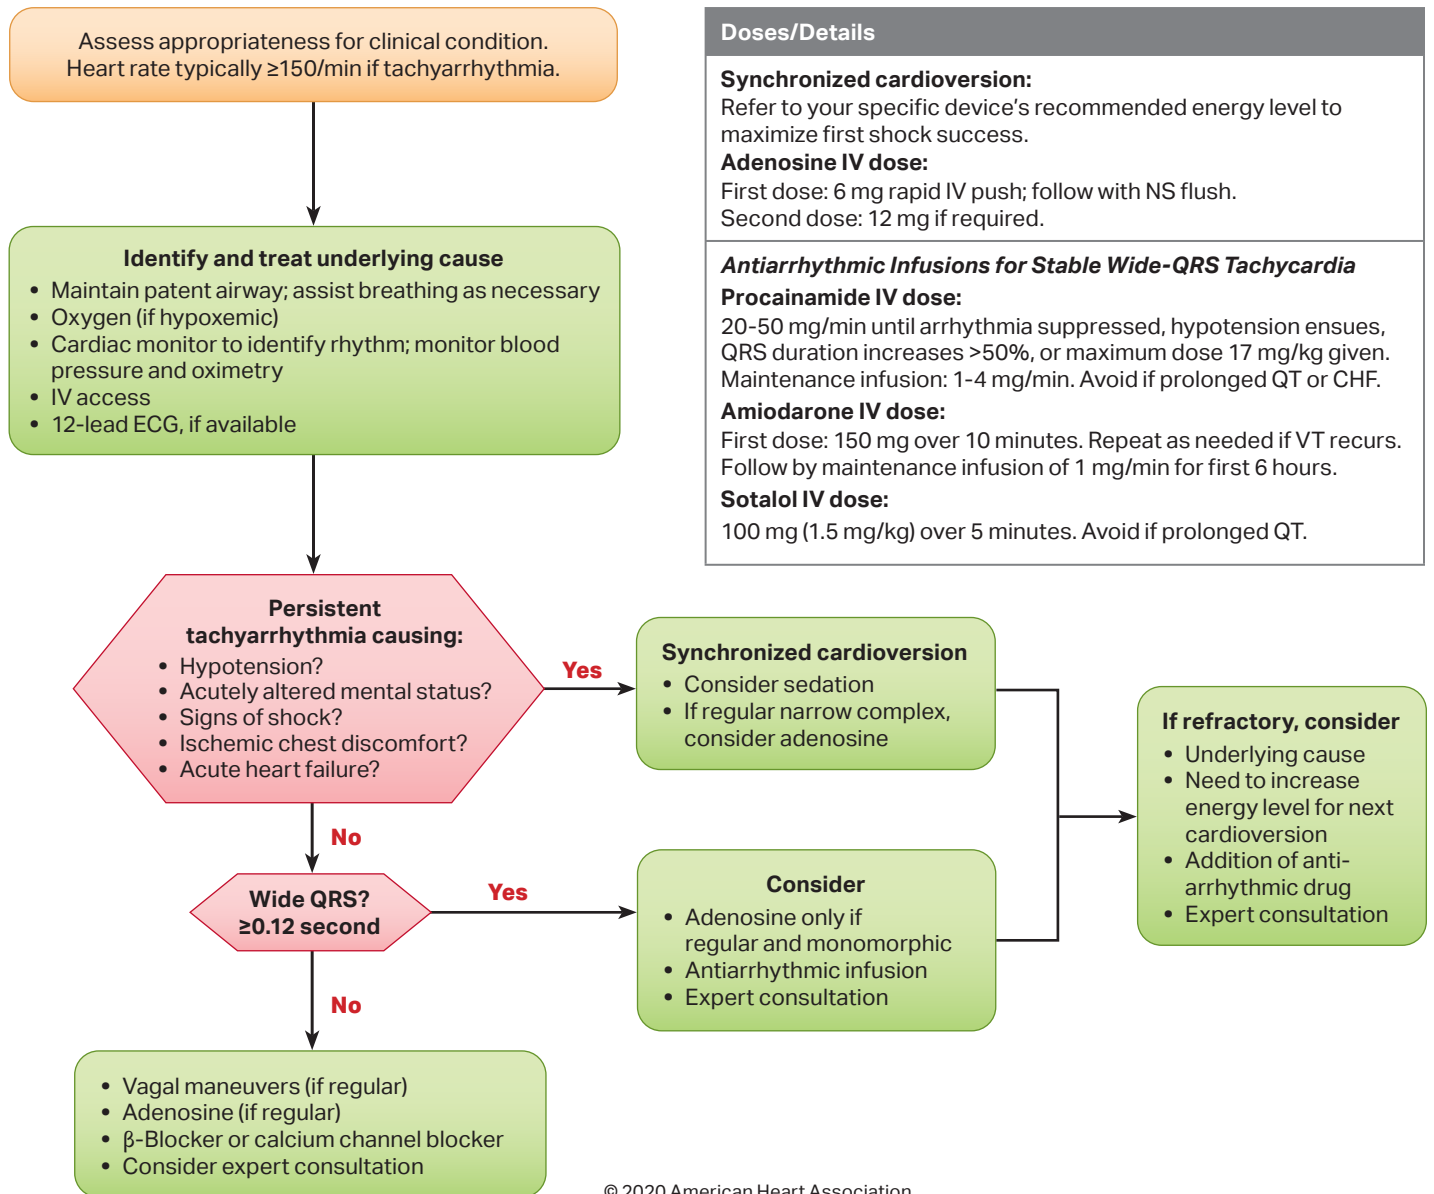 Assess appropriateness for clinical condition.
Heart rate typically ≥150/min if tachyarrhythmia.
Identify and treat underlying cause
• Maintain patent airway; assist breathing as necessary
• Oxygen (if hypoxemic)
• Cardiac monitor to identify rhythm; monitor blood
pressure and oximetry
• IV access
• 12-lead ECG, if available
Doses/Details
Synchronized cardioversion:
Refer to your specific device's recommended energy level to
maximize first shock success.
Adenosine IV dose:
First dose: 6 mg rapid IV push; follow with NS flush.
Second dose: 12 mg if required.
Antiarrhythmic Infusions for Stable Wide-QRS Tachycardia
Procainamide IV dose:
20-50 mg/min until arrhythmia suppressed, hypotension ensues,
QRS duration increases >50%, or maximum dose 17 mg/kg given.
Maintenance infusion: 1-4 mg/min. Avoid if prolonged QT or CHF.
Amiodarone IV dose:
First dose: 150 mg over 10 minutes. Repeat as needed if VT recurs.
Follow by maintenance infusion of 1 mg/min for first 6 hours.
Sotalol IV dose:
100 mg (1.5 mg/kg) over 5 minutes. Avoid if prolonged QT.
Persistent
tachyarrhythmia causing:
• Hypotension?
• Acutely altered mental status?
• Signs of shock?
• Ischemic chest discomfort?
• Acute heart failure?
Yes
Synchronized cardioversion
• Consider sedation
• If regular narrow complex,
consider adenosine
If refractory, consider
• Underlying cause
• Need to increase
energy level for next
cardioversion
• Addition of anti-
arrhythmic drug
• Expert consultation
No
Wide QRS?
≥0.12 second
Yes
Consider
• Adenosine only if
regular and monomorphic
• Antiarrhythmic infusion
• Expert consultation
No
• Vagal maneuvers (if regular)
• Adenosine (if regular)
• β-Blocker or calcium channel blocker
• Consider expert consultation
© 2020 American Heart Association